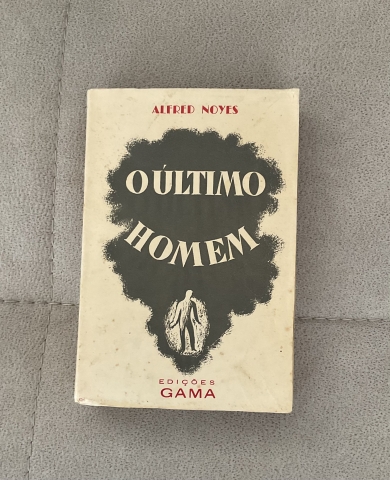 ALFRED NOYES
O ÚLTIMO
HOMEM
EDIÇÕES
GAMA